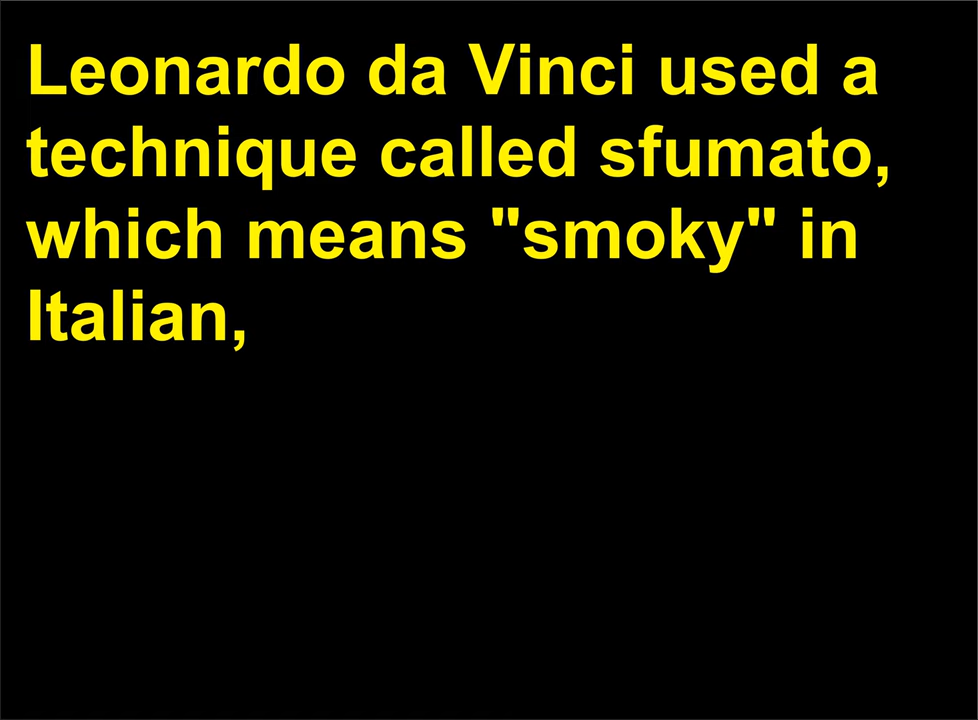 Leonardo da Vinci used a
technique called sfumato,
which means "smoky" in
Italian,